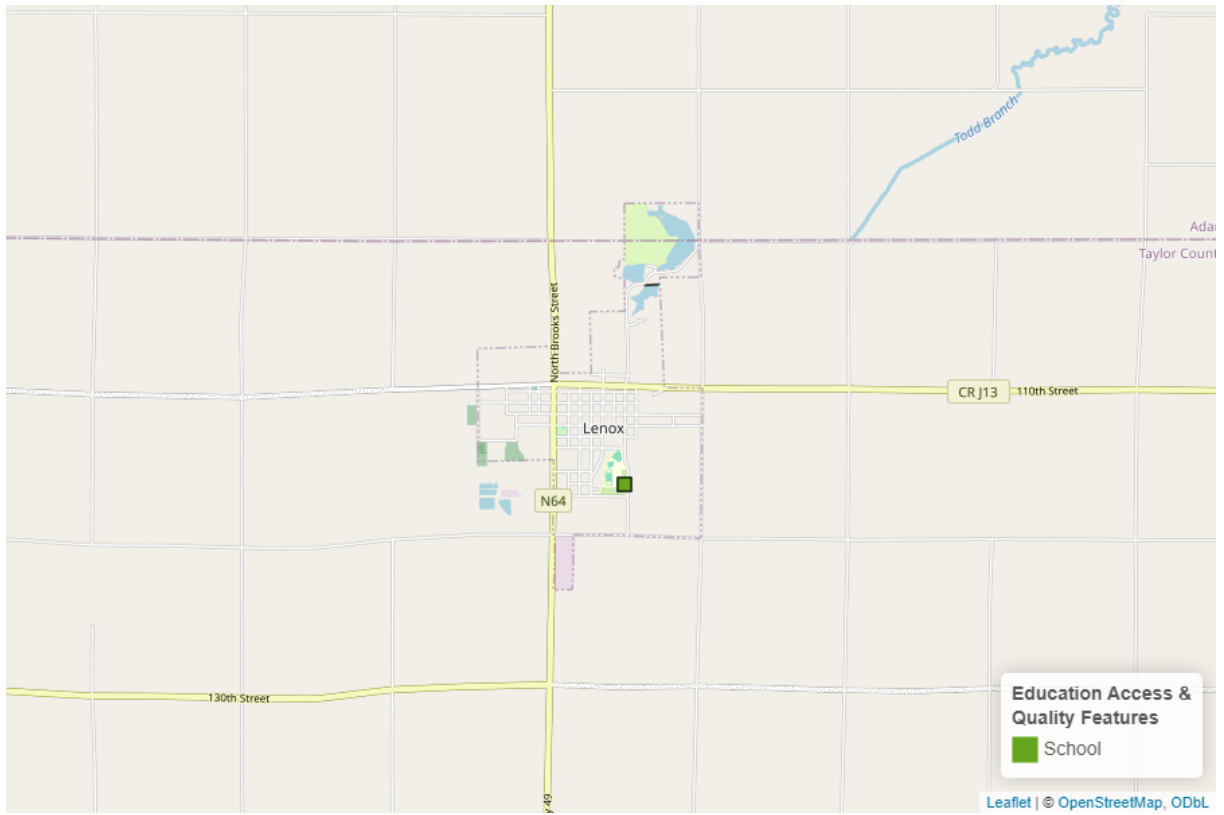 Todd Branch
Adar
Taylor Count
North Brooks Street
CR J13
110th Street
Lenox
N64
130th Street
Education Access &
Quality Features
School
y 49
Leaflet | © OpenStreetMap, ODbL